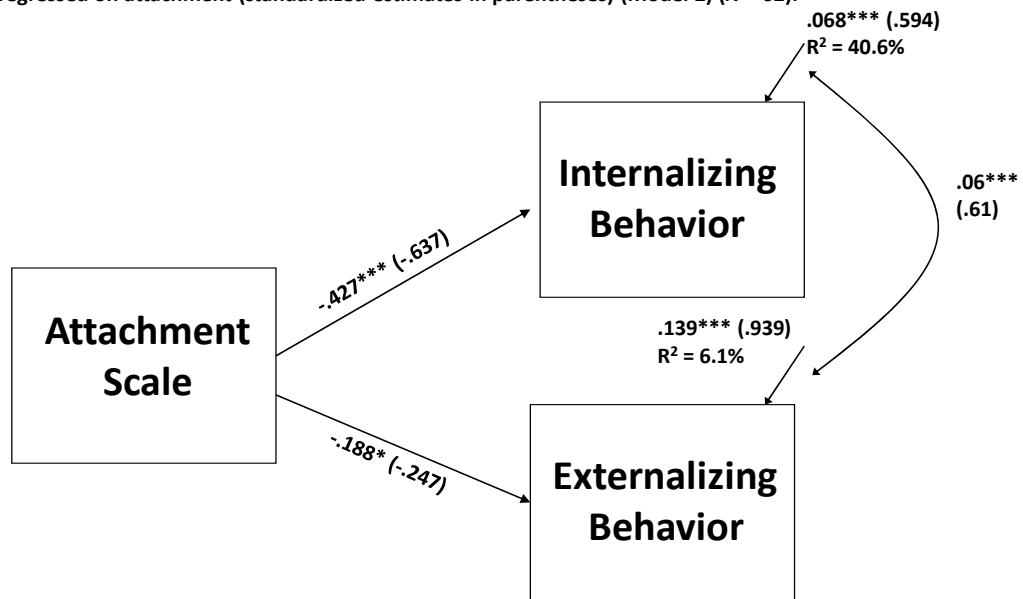 .068*** (.594)
R² = 40.6%
Internalizing
Behavior
.06***
(.61)
-.427*** (-.637)
Attachment
Scale
.139*** (.939)
R² = 6.1%
-.188* (-.247)
Externalizing
Behavior